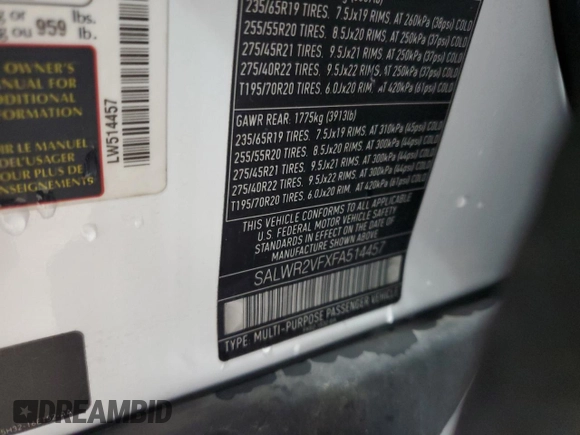 kg or lbs.
kg ou 959 lb.
OWNER'S
MANUAL FOR
ADDITIONAL
INFORMATION
IR LE MANUEL
DE L'USAGER
POUR PLUS DE
LW514457
235/65R19 TIRES. 7.5Jx19 RIMS. AT 260kPa (38psi) COLD
255/55R20 TIRES. 8.5Jx20 RIMS. AT 250kPa (37psi) COLD
275/45R21 TIRES. 9.5Jx21 RIMS. AT 250kPa (37psi) COLD
275/40R22 TIRES. 9.5Jx22 RIMS. AT 250kPa (37psi) COLD
T195/70R20 TIRES. 6.0Jx20 RIM. AT 420kPa (61psi) COLD
GAWR REAR. 1775kg (3913lb)
235/65R19 TIRES. 7.5Jx19 RIMS. AT 310kPa (45psi) COLD
255/55R20 TIRES. 8.5Jx20 RIMS. AT 300kPa (44psi) COLD
275/45R21 TIRES. 9.5Jx21 RIMS. AT 300kPa (44psi) COLD
275/40R22 TIRES. 9.5Jx22 RIMS. AT 300kPa (44psi) COLD
T195/70R20 TIRES. 6.0Jx20 RIM. AT 420kPa (61psi) COLD
THIS VEHICLE CONFORMS TO ALL APPLICABLE
U.S. FEDERAL MOTOR VEHICLE SAFETY
STANDARDS IN EFFECT ON THE DATE OF
MANUFACTURE SHOWN ABOVE.
SALWR2VFXFA514457
TYPE: MULTI-PURPOSE PASSENGER VEHICLE
DREAMBID